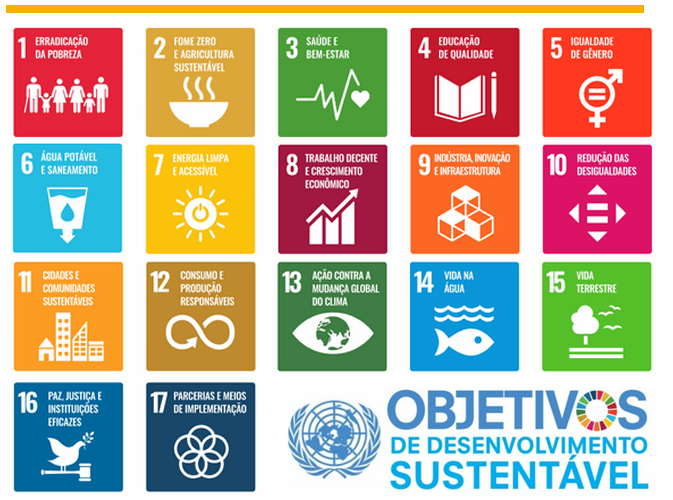 1 ERRADICAÇÃO
DA POBREZA
2 FOME ZERO
E AGRICULTURA
SUSTENTÁVEL
3 SAÚDE E
BEM-ESTAR
4 EDUCAÇÃO
DE QUALIDADE
5 IGUALDADE
DE GÊNERO
6 ÁGUA POTÁVEL
E SANEAMENTO
7 ENERGIA LIMPA
E ACESSÍVEL
8 TRABALHO DECENTE
E CRESCIMENTO
ECONÔMICO
9 INDÚSTRIA, INOVAÇÃO
E INFRAESTRUTURA
10 REDUÇÃO DAS
DESIGUALDADES
11 CIDADES E
COMUNIDADES
SUSTENTÁVEIS
12 CONSUMO E
PRODUÇÃO
RESPONSÁVEIS
13 AÇÃO CONTRA A
MUDANÇA GLOBAL
DO CLIMA
14 VIDA NA
ÁGUA
15 VIDA
TERRESTRE
16 PAZ, JUSTIÇA E
INSTITUIÇÕES
EFICAZES
17 PARCERIAS E MEIOS
DE IMPLEMENTAÇÃO
OBJETIVOS
DE DESENVOLVIMENTO
SUSTENTÁVEL